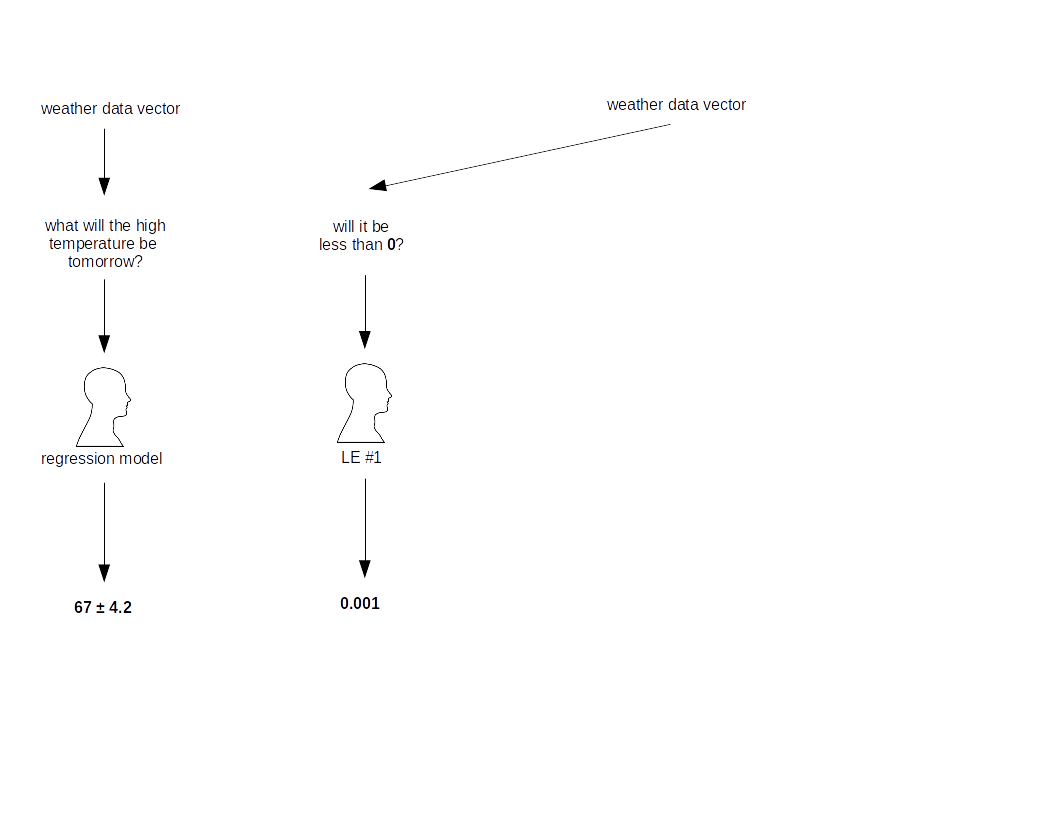 weather data vector
what will the high
temperature be
tomorrow?
regression model
67 ± 4.2
weather data vector
will it be
less than 0?
LE #1
0.001